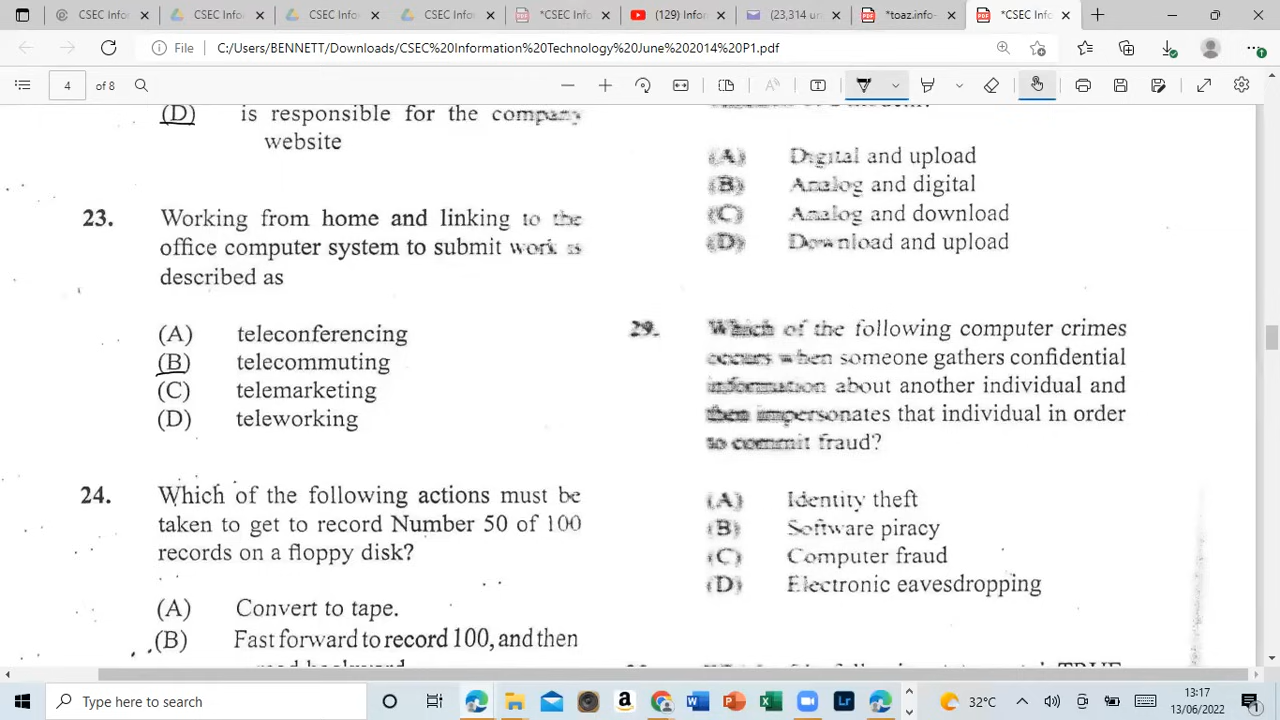 CSEC Infor
CSEC Infor
CSEC Infor
CSEC Infor
*CSEC Info
(129) Infor
(23,314 ur
*toaz.info-
*CSEC Info
File C:/Users/BENNETT/Downloads/CSEC%20Information%20Technology%20June%202014%20P1.pdf
4 of 8
(D) is responsible for the company
website
23. Working from home and linking to the
office computer system to submit work is
described as
(A) teleconferencing
(B) telecommuting
(C) telemarketing
(D) teleworking
24. Which of the following actions must be
taken to get to record Number 50 of 100
records on a floppy disk?
(A) Convert to tape.
(B) Fast forward to record 100, and then
(A) Digital and upload
(B) Analog and digital
(C) Analog and download
(D) Download and upload
29. Which of the following computer crimes
occurs when someone gathers confidential
information about another individual and
then impersonates that individual in order
to commit fraud?
(A) Identity theft
(B) Software piracy
(C) Computer fraud
(D) Electronic eavesdropping
TRUE
Type here to search
32°C
13:17
13/06/2022